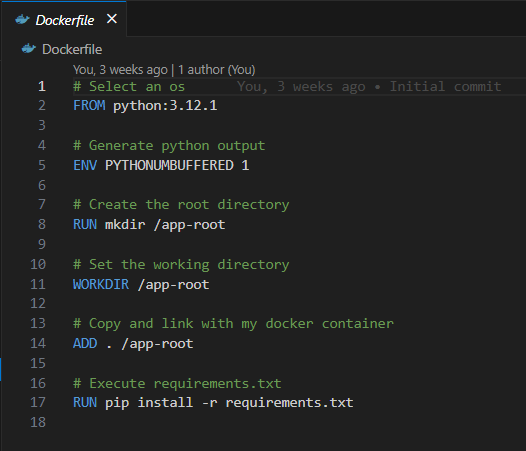 Dockerfile ×
Dockerfile
You, 3 weeks ago | 1 author (You)
1 # Select an os You, 3 weeks ago • Initial commit
2 FROM python:3.12.1
3
4 # Generate python output
5 ENV PYTHONUMBUFFERED 1
6
7 # Create the root directory
8 RUN mkdir /app-root
9
10 # Set the working directory
11 WORKDIR /app-root
12
13 # Copy and link with my docker container
14 ADD . /app-root
15
16 # Execute requirements.txt
17 RUN pip install -r requirements.txt
18